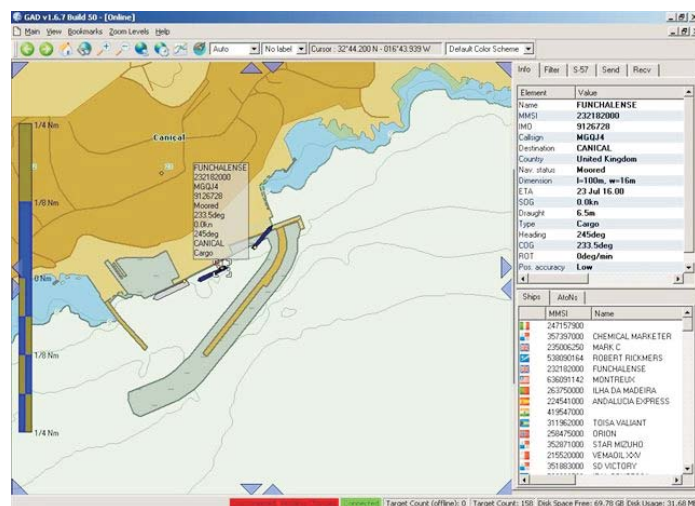 GAD v1.6.7 Build 50 - [Online]
Main View Bookmarks Zoom Levels Help
Auto
No label
Cursor : 32°44.200 N - 016°43.939 W
Default Color Scheme
1/4 Nm
1/8 Nm
0 Nm
1/8 Nm
1/4 Nm
Caniçal
FUNCHALENSE
232182000
MGQJ4
9126728
Moored
233.5deg
0.0kn
245deg
CANICAL
Cargo
Info Filter S-57 Send Recv
Element Value
Name FUNCHALENSE
MMSI 232182000
IMO 9126728
Callsign MGQJ4
Destination CANICAL
Country United Kingdom
Nav. status Moored
Dimension l=100m, w=16m
ETA 23 Jul 16.00
SOG 0.0kn
Draught 6.5m
Type Cargo
Heading 245deg
COG 233.5deg
ROT 0deg/min
Pos. accuracy Low
Ships AtoNs
MMSI Name
247157900
357397000 CHEMICAL MARKETER
235006250 MARK C
538090164 ROBERT RICKMERS
232182000 FUNCHALENSE
636091142 MONTREUX
263750000 ILHA DA MADEIRA
224541000 ANDALUCIA EXPRESS
419547000
311962000 TOISA VALIANT
258475000 ORION
352871000 STAR MIZUHO
215520000 VEMAOIL XXV
351883000 SD VICTORY
Target Count (offline): 0 Target Count: 158 Disk Space Free: 69.78 GB Disk Usage: 31.68 M